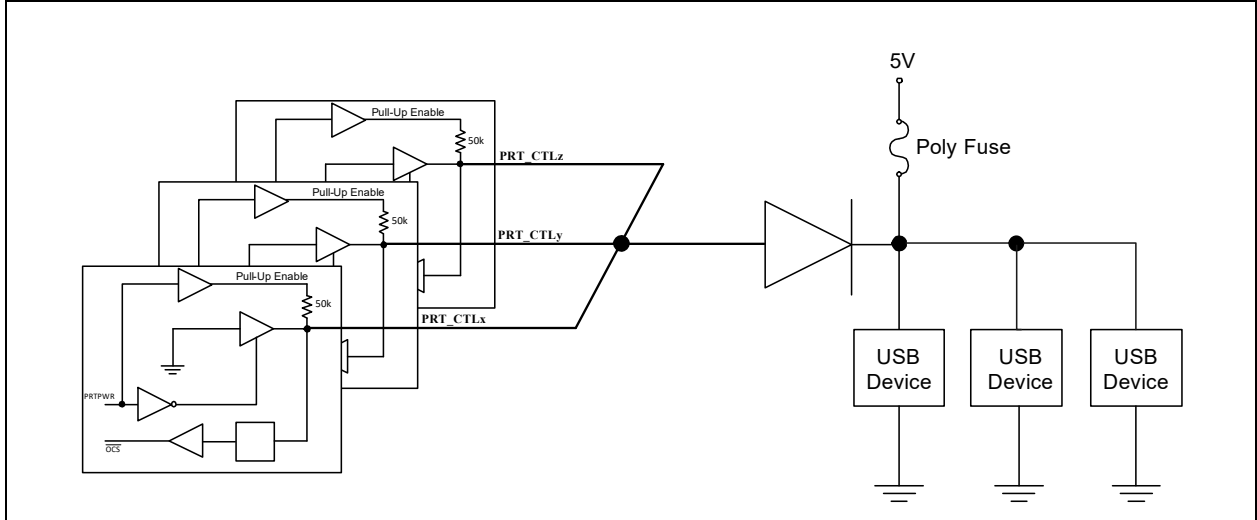 5V
Poly Fuse
Pull-Up Enable
50k
PRT_CTLz
Pull-Up Enable
50k
PRT_CTLy
Pull-Up Enable
50k
PRT_CTLx
PRTPWR
OCS
USB
Device
USB
Device
USB
Device